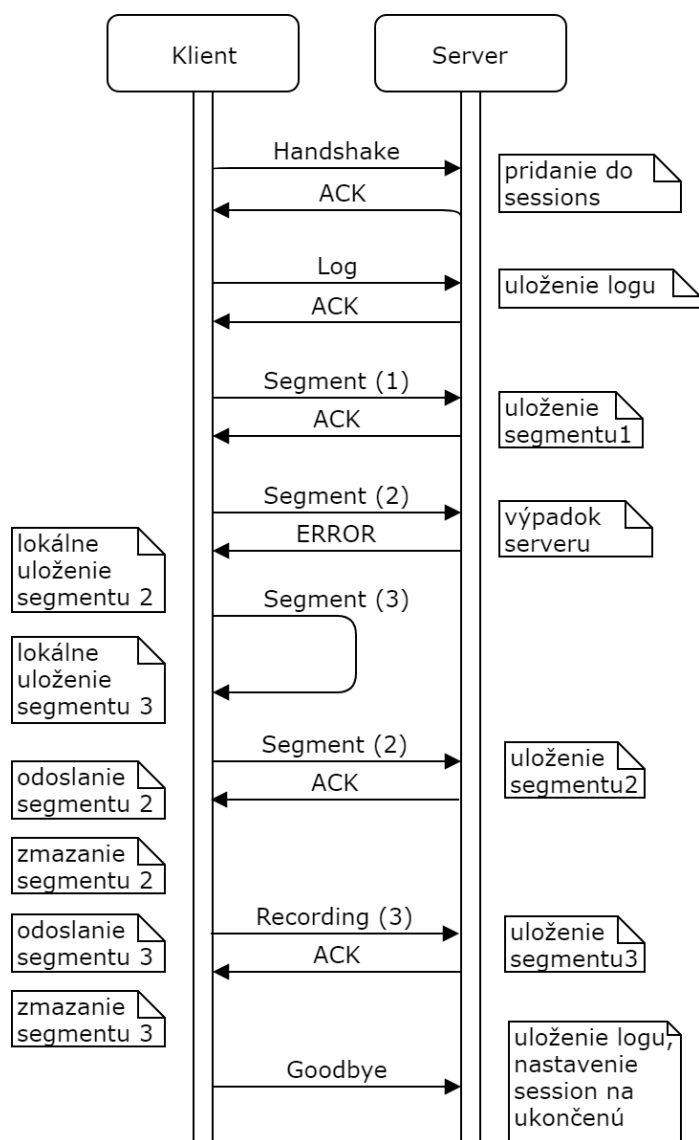 Klient
Server
Handshake
pridanie do
sessions
ACK
Log
uloženie logu
ACK
Segment (1)
uloženie
segmentu1
ACK
Segment (2)
výpadok
serveru
ERROR
lokálne
uloženie
segmentu 2
Segment (3)
lokálne
uloženie
segmentu 3
Segment (2)
uloženie
segmentu2
odoslanie
segmentu 2
ACK
zmazanie
segmentu 2
Recording (3)
odoslanie
segmentu 3
uloženie
segmentu3
ACK
zmazanie
segmentu 3
Goodbye
uloženie logu,
nastavenie
session na
ukončenú